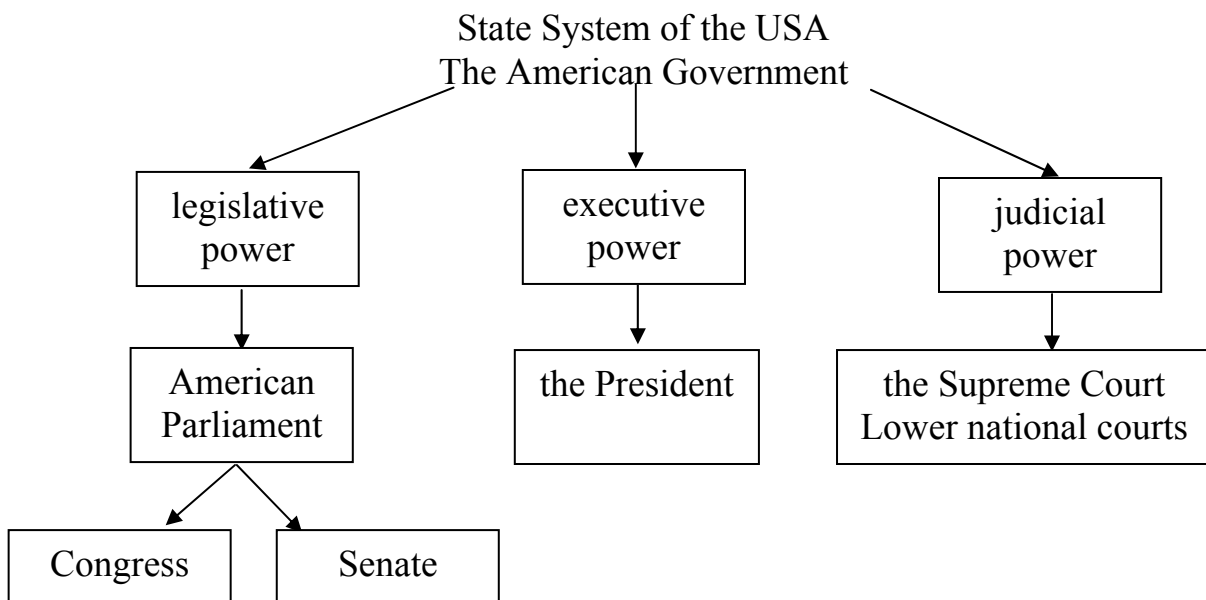 State System of the USA
The American Government
legislative
power
executive
power
judicial
power
American
Parliament
the President
the Supreme Court
Lower national courts
Congress
Senate